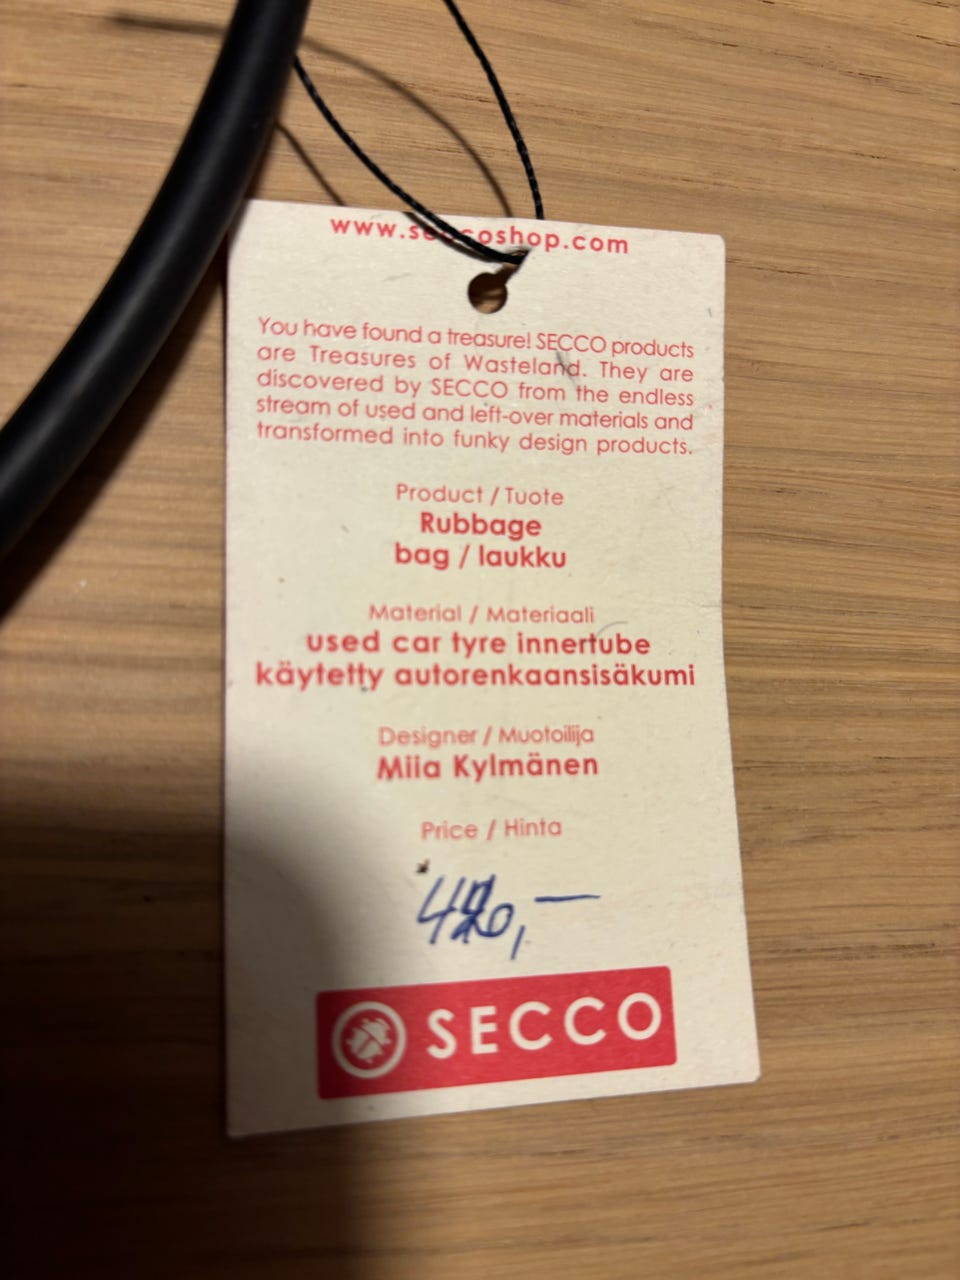 www.seccoshop.com
You have found a treasure! SECCO products
are Treasures of Wasteland. They are
discovered by SECCO from the endless
stream of used and left-over materials and
transformed into funky design products.
Product / Tuote
Rubbage
bag / laukku
Material / Materiaali
used car tyre innertube
käytetty autorenkaansisäkumi
Designer / Muotoilija
Miia Kylmänen
Price / Hinta
SECCO